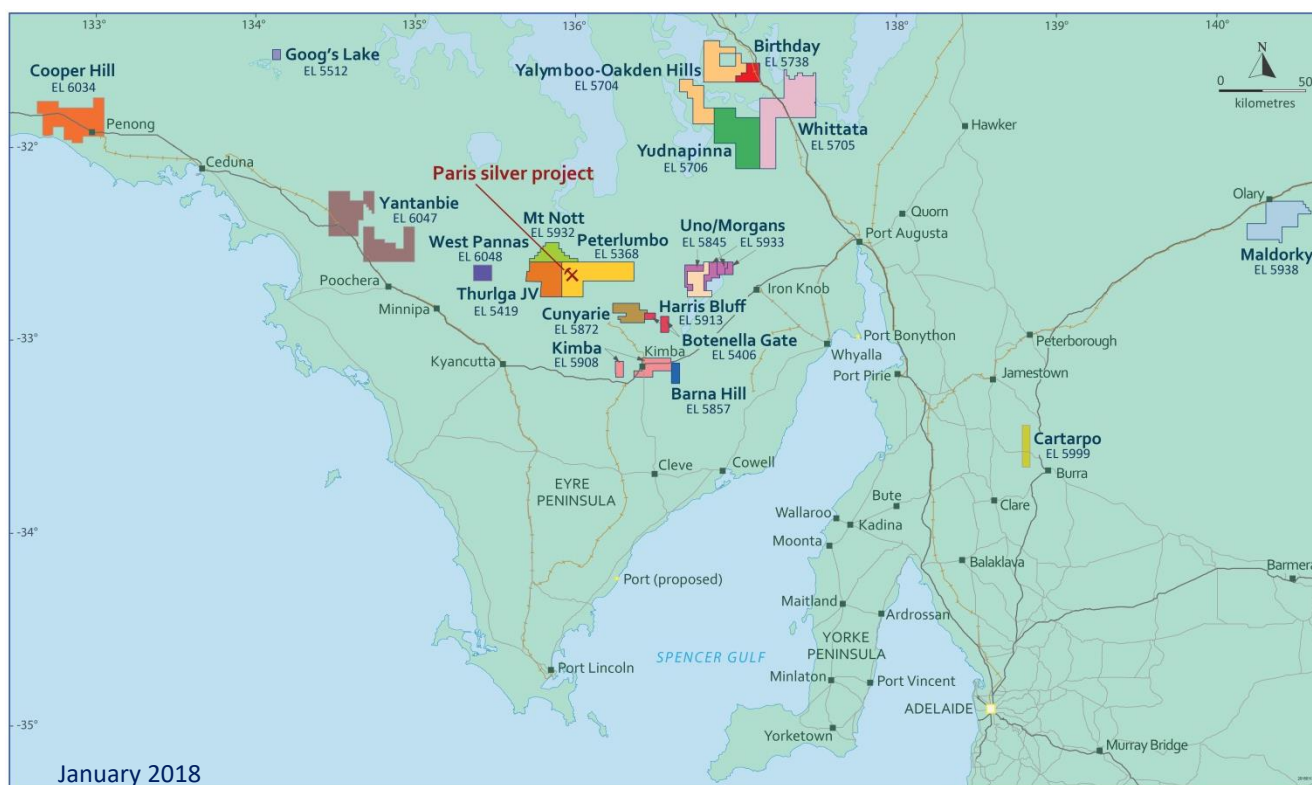 133°
134°
135°
136°
138°
139°
140°
Goog's Lake
EL 5512
Cooper Hill
EL 6034
Penong
Ceduna
Birthday
EL 5738
Yalymboo-Oakden Hills
EL 5704
Whittata
EL 5705
Yudnapinna
EL 5706
N
0 50
kilometres
Hawker
-32°
Paris silver project
Yantanbie
EL 6047
Mt Nott
EL 5932
West Pannas
EL 6048
Peterlumbo
EL 5368
Uno/Morgans
EL 5845 EL 5933
Quorn
Port Augusta
Olary
Maldorky
EL 5938
Poochera
Minnipa
Thurlga JV
EL 5419
Iron Knob
Cunyarie
EL 5872
Harris Bluff
EL 5913
Botenella Gate
EL 5406
-33°
Kyancutta
Kimba
EL 5908
Kimba
Barna Hill
EL 5857
Port Bonython
Whyalla
Port Pirie
Peterborough
Jamestown
Cartarpo
EL 5999
Burra
Cleve
Cowell
EYRE
PENINSULA
Bute
Clare
Wallaroo
Kadina
Moonta
-34°
Balaklava
Barmera
Port (proposed)
Maitland
Ardrossan
YORKE
PENINSULA
SPENCER GULF
Port Lincoln
Minlaton
Port Vincent
ADELAIDE
-35°
Yorketown
Murray Bridge
January 2018